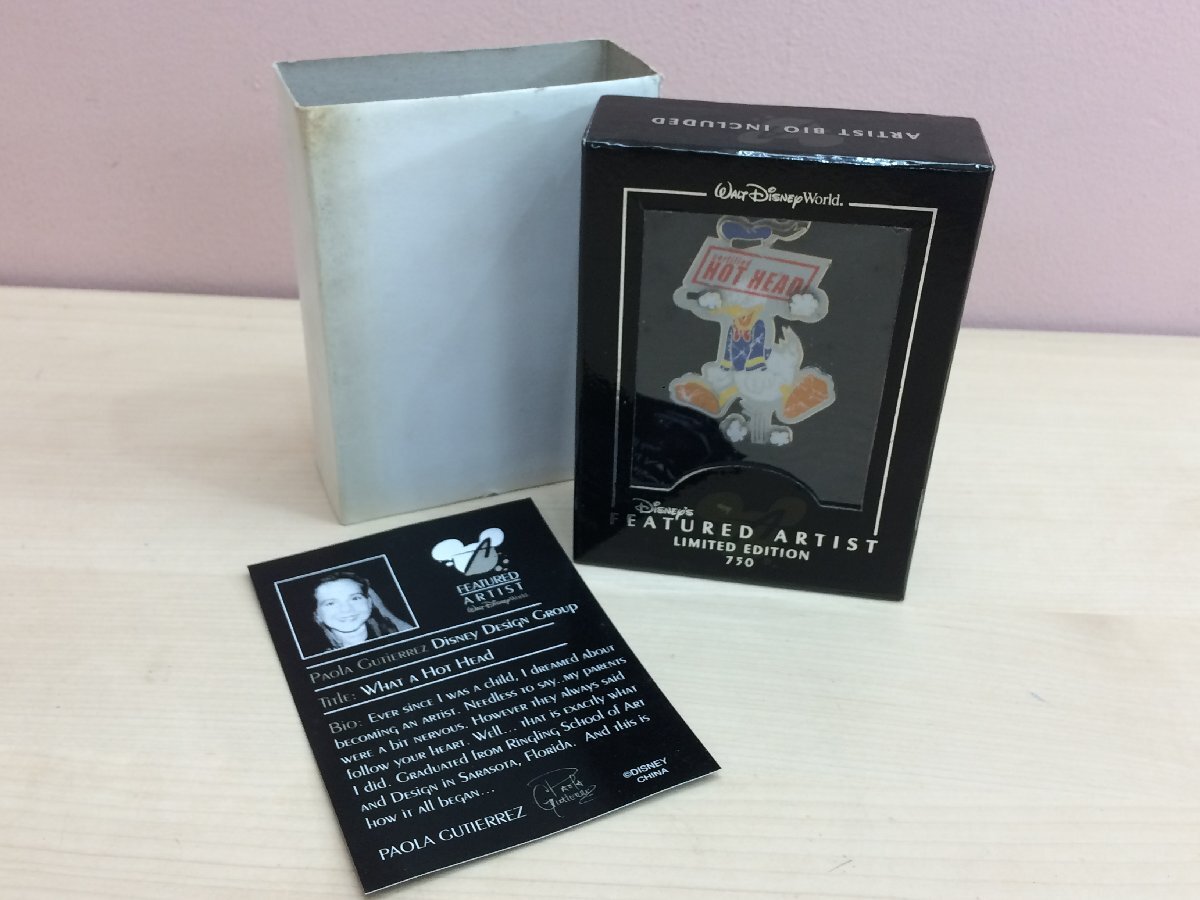 ARTIST BIO INCLUDED
Walt Disney World.
certified
HOT HEAD
Disney's
FEATURED ARTIST
LIMITED EDITION
750
FEATURED
ARTIST
Walt Disney World
Paola Gutierrez Disney Design Group
Title: What a Hot Head
Bio: Ever since I was a child, I dreamed about
becoming an artist. Needless to say..my parents
were a bit nervous. However they always said
follow your heart. Well... that is exactly what
I did. Graduated from Ringling School of Art
and Design in Sarasota, Florida. And this is
how it all began...
Paola Gutierrez
PAOLA GUTIERREZ
©DISNEY
CHINA